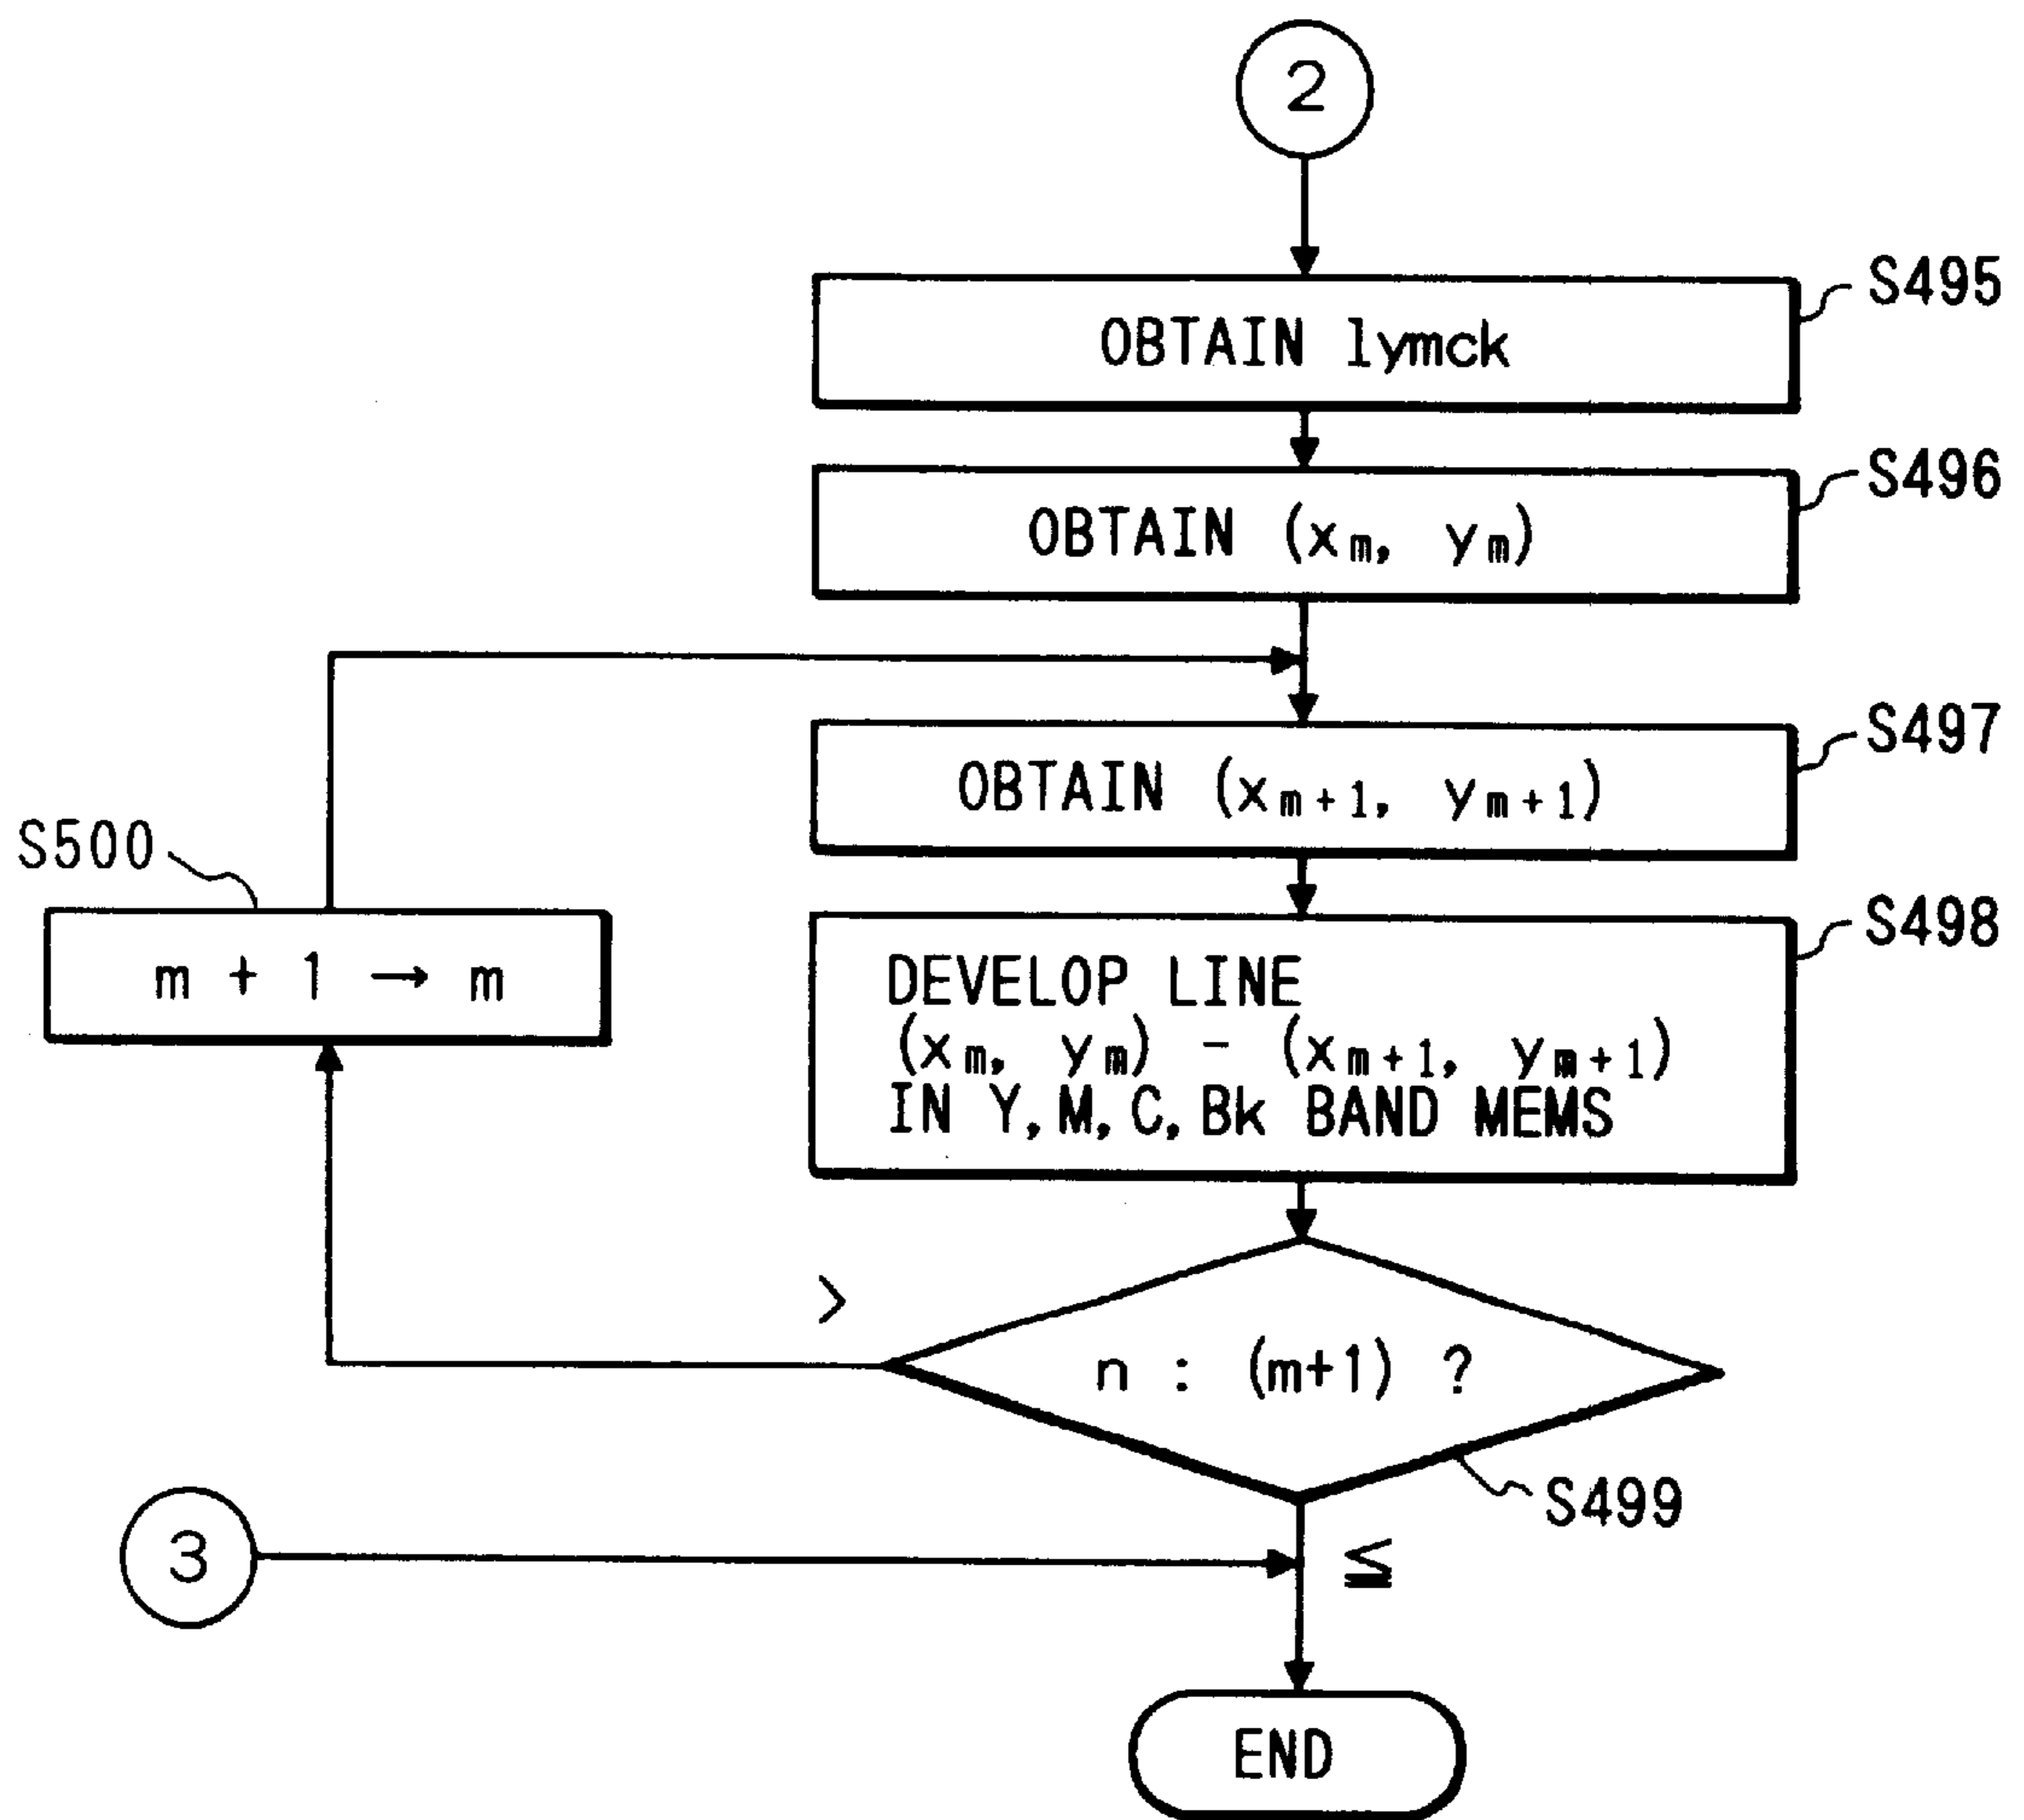 2
S495
OBTAIN lymck
S496
OBTAIN (xm, ym)
S497
OBTAIN (xm+1, ym+1)
S500
m + 1 → m
S498
DEVELOP LINE
(xm, ym) - (xm+1, ym+1)
IN Y, M, C, Bk BAND MEMS
>
n : (m+1) ?
S499
3
≦
END